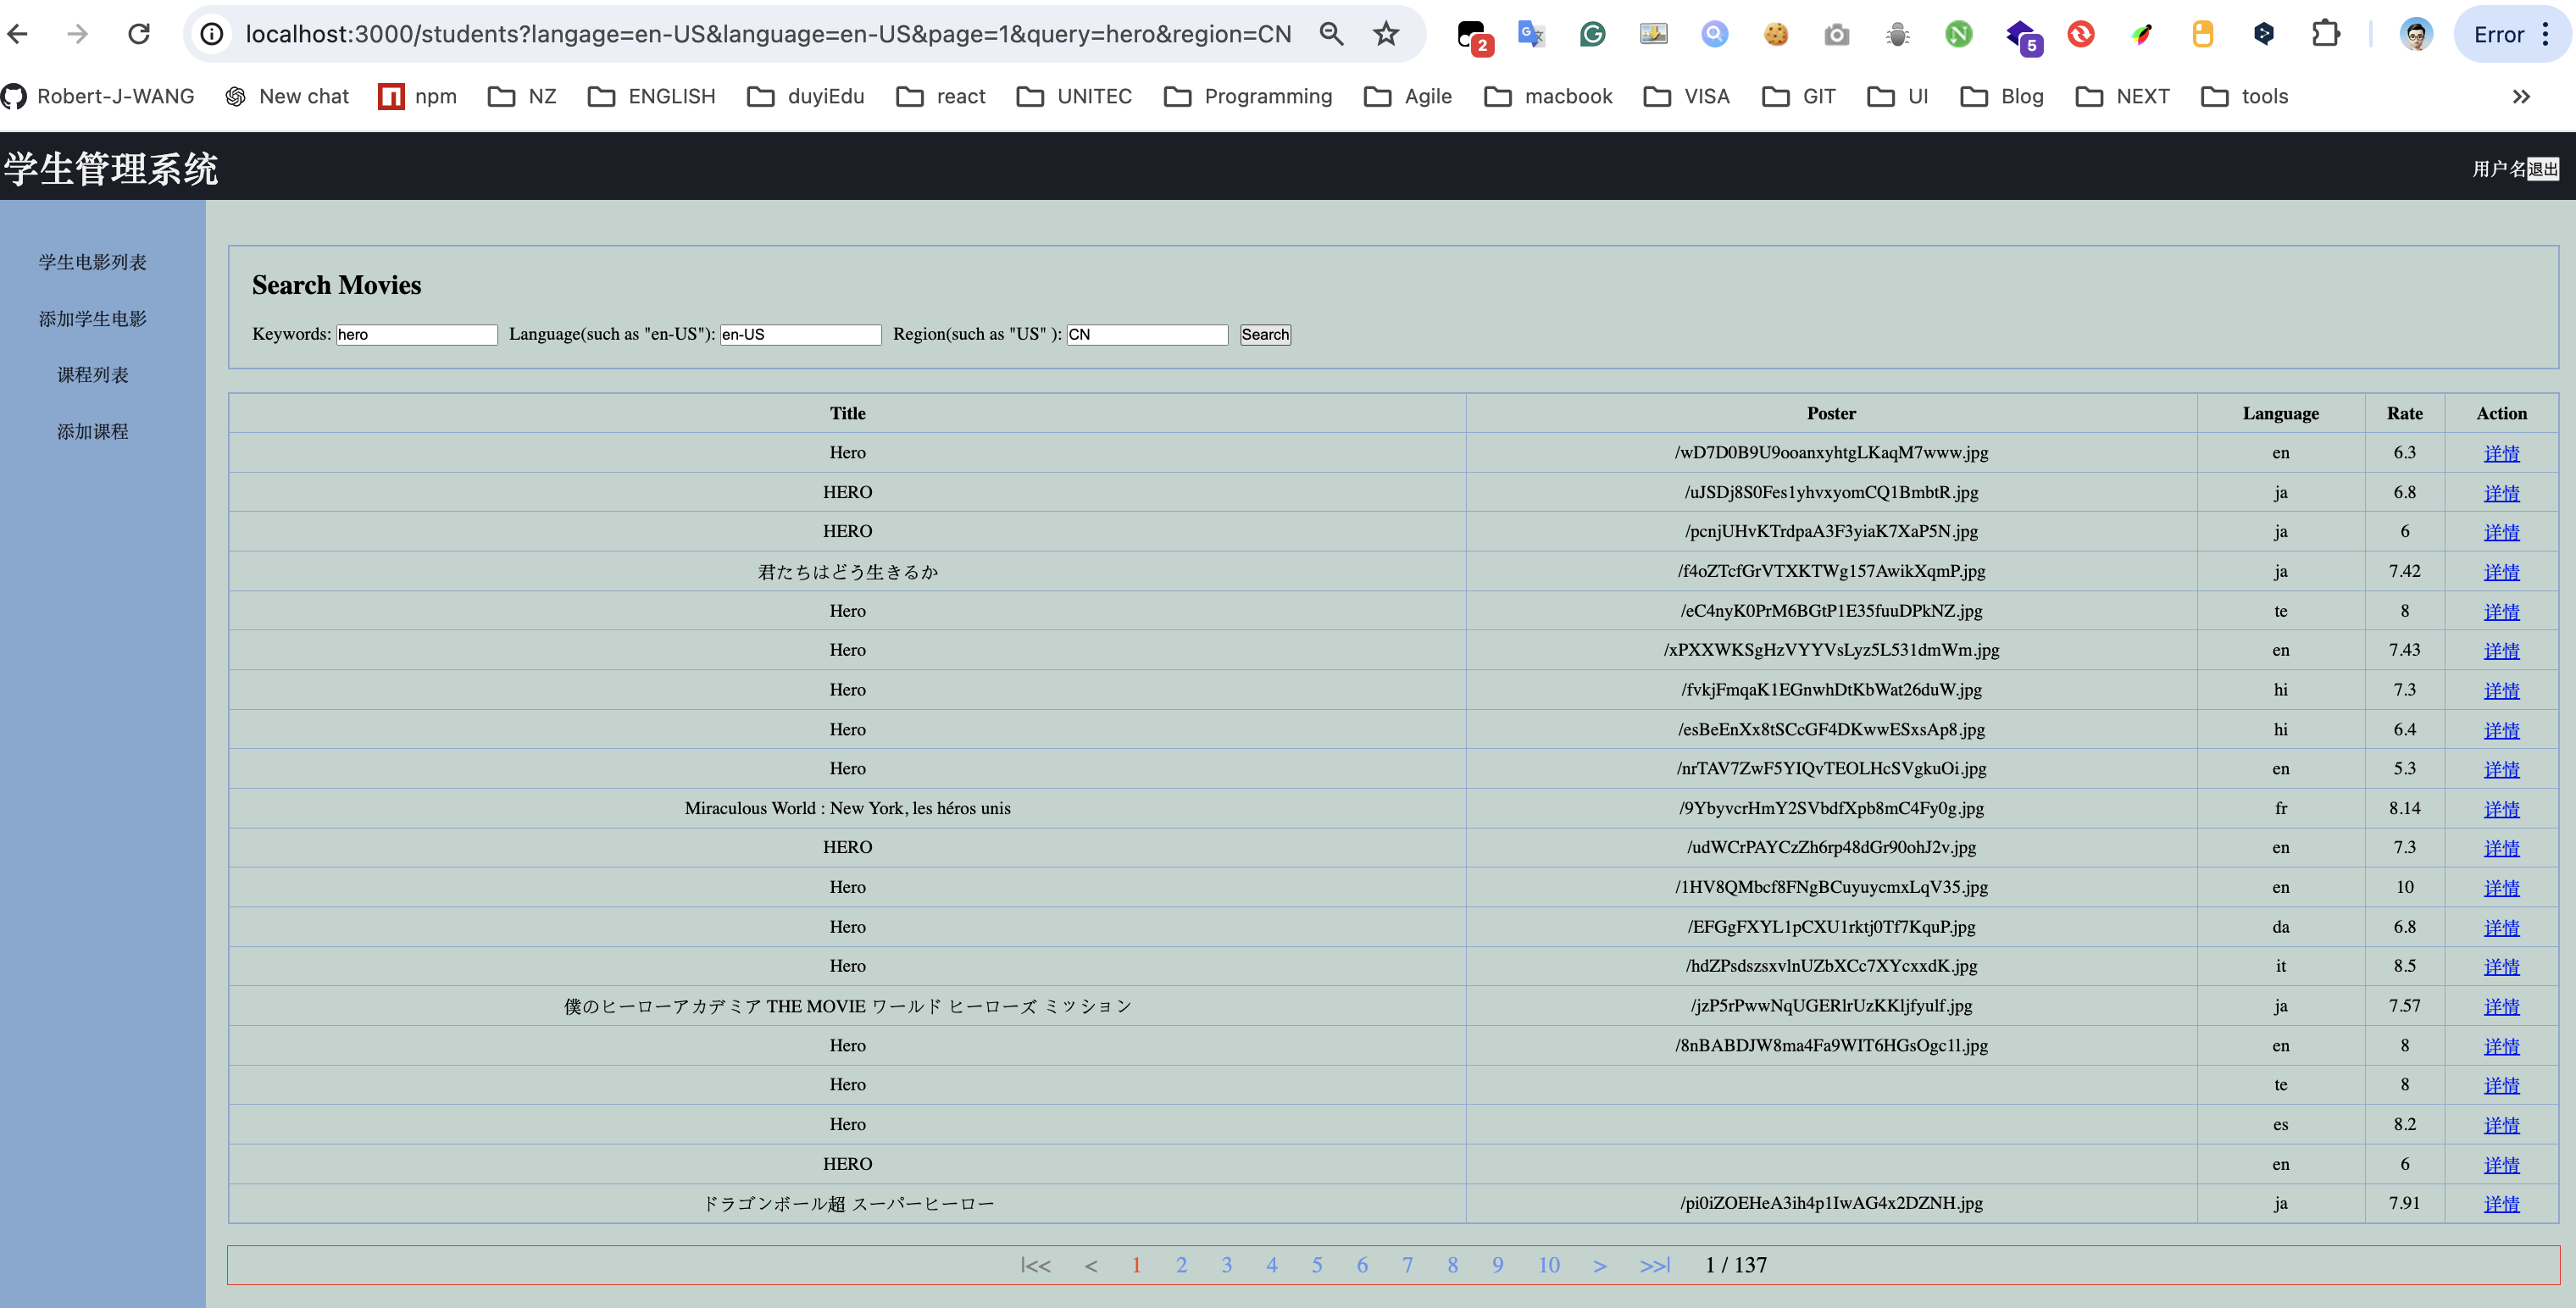 localhost:3000/students?langage=en-US&language=en-US&page=1&query=hero&region=CN 2 5 Error
Robert-J-WANG New chat npm NZ ENGLISH duyiEdu react UNITEC Programming Agile macbook VISA GIT UI Blog NEXT tools
学生管理系统 用户名 退出
学生电影列表
添加学生电影
课程列表
添加课程
Search Movies
Keywords: hero Language(such as "en-US"): en-US Region(such as "US" ): CN Search
Title Poster Language Rate Action
Hero /wD7D0B9U9ooanxyhtgLKaqM7www.jpg en 6.3 详情
HERO /uJSDj8S0Fes1yhvxyomCQ1BmbtR.jpg ja 6.8 详情
HERO /pcnjUHvKTrdpaA3F3yiaK7XaP5N.jpg ja 6 详情
君たちはどう生きるか /f4oZTcfGrVTXKTWg157AwikXqmP.jpg ja 7.42 详情
Hero /eC4nyK0PrM6BGtP1E35fuuDPkNZ.jpg te 8 详情
Hero /xPXXWKSgHzVYYVsLyz5L531dmWm.jpg en 7.43 详情
Hero /fvkjFmqaK1EGnwhDtKbWat26duW.jpg hi 7.3 详情
Hero /esBeEnXx8tSCcGF4DKwwESxsAp8.jpg hi 6.4 详情
Hero /nrTAV7ZwF5YIQvTEOLHcSVgkuOi.jpg en 5.3 详情
Miraculous World : New York, les héros unis /9YbyvcrHmY2SVbdfXpb8mC4Fy0g.jpg fr 8.14 详情
HERO /udWCrPAYCzZh6rp48dGr90ohJ2v.jpg en 7.3 详情
Hero /1HV8QMbcf8FNgBCuyuycmxLqV35.jpg en 10 详情
Hero /EFGgFXYL1pCXU1rktj0Tf7KquP.jpg da 6.8 详情
Hero /hdZPsdszsxvlnUZbXCc7XYcxxdK.jpg it 8.5 详情
僕のヒーローアカデミア THE MOVIE ワールド ヒーローズ ミッション /jzP5rPwwNqUGERlrUzKKljfyulf.jpg ja 7.57 详情
Hero /8nBABDJW8ma4Fa9WIT6HGsOgc1l.jpg en 8 详情
Hero te 8 详情
Hero es 8.2 详情
HERO en 6 详情
ドラゴンボール超 スーパーヒーロー /pi0iZOEHeA3ih4p1IwAG4x2DZNH.jpg ja 7.91 详情
|<< < 1 2 3 4 5 6 7 8 9 10 > >>| 1 / 137